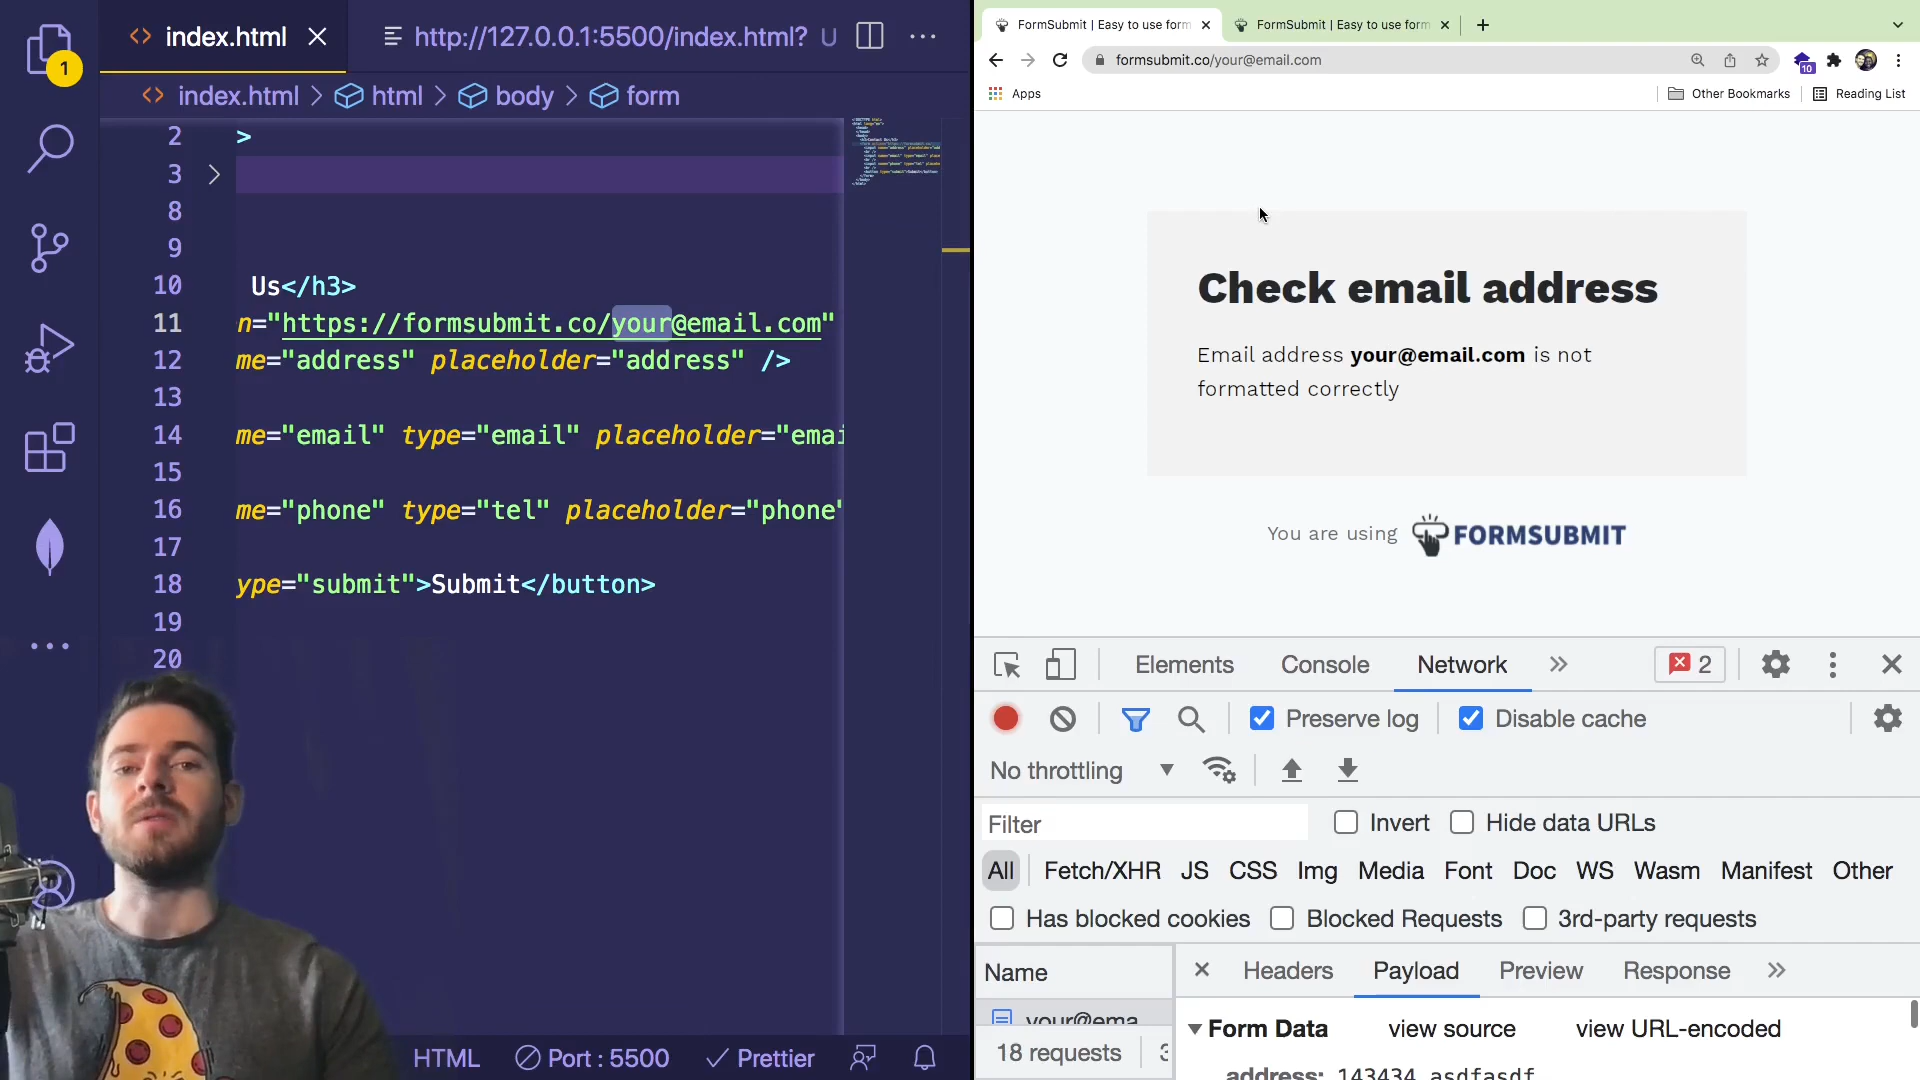 1
index.html
http://127.0.0.1:5500/index.html? U
index.html > html > body > form
2 >
3
8
9
10 Us</h3>
11 n="https://formsubmit.co/your@email.com"
12 me="address" placeholder="address" />
13
14 me="email" type="email" placeholder="emai
15
16 me="phone" type="tel" placeholder="phone"
17
18 ype="submit">Submit</button>
19
20
HTML Port : 5500 Prettier
FormSubmit | Easy to use form
FormSubmit | Easy to use form
formsubmit.co/your@email.com
10
Apps
Other Bookmarks
Reading List
Check email address
Email address your@email.com is not
formatted correctly
You are using FORMSUBMIT
Elements Console Network 2
Preserve log Disable cache
No throttling
Filter Invert Hide data URLs
All Fetch/XHR JS CSS Img Media Font Doc WS Wasm Manifest Other
Has blocked cookies Blocked Requests 3rd-party requests
Name
Headers Payload Preview Response
your@ema
Form Data view source view URL-encoded
18 requests
address: 143434 asdfasdf